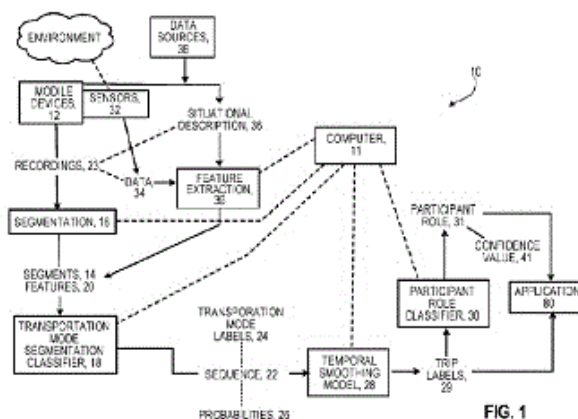 ENVIRONMENT
DATA
SOURCES,
38
10
MOBILE
DEVICES,
12
SENSORS,
32
SITUATIONAL
DESCRIPTION, 36
COMPUTER,
11
RECORDINGS, 23
DATA,
34
FEATURE
EXTRACTION,
SEGMENTATION, 16
PARTICIPANT
ROLE, 31
CONFIDENCE
VALUE, 41
SEGMENTS, 14
FEATURES, 20
TRANSPORATION
MODE
LABELS, 24
PARTICIPANT
ROLE
CLASSIFIER, 30
APPLICATION,
80
TRANSPORTATION
MODE
SEGMENTATION
CLASSIFIER, 18
SEQUENCE, 22
TEMPORAL
SMOOTHING
MODEL, 28
TRIP
LABELS,
29
PROBABILITIES, 26
FIG. 1